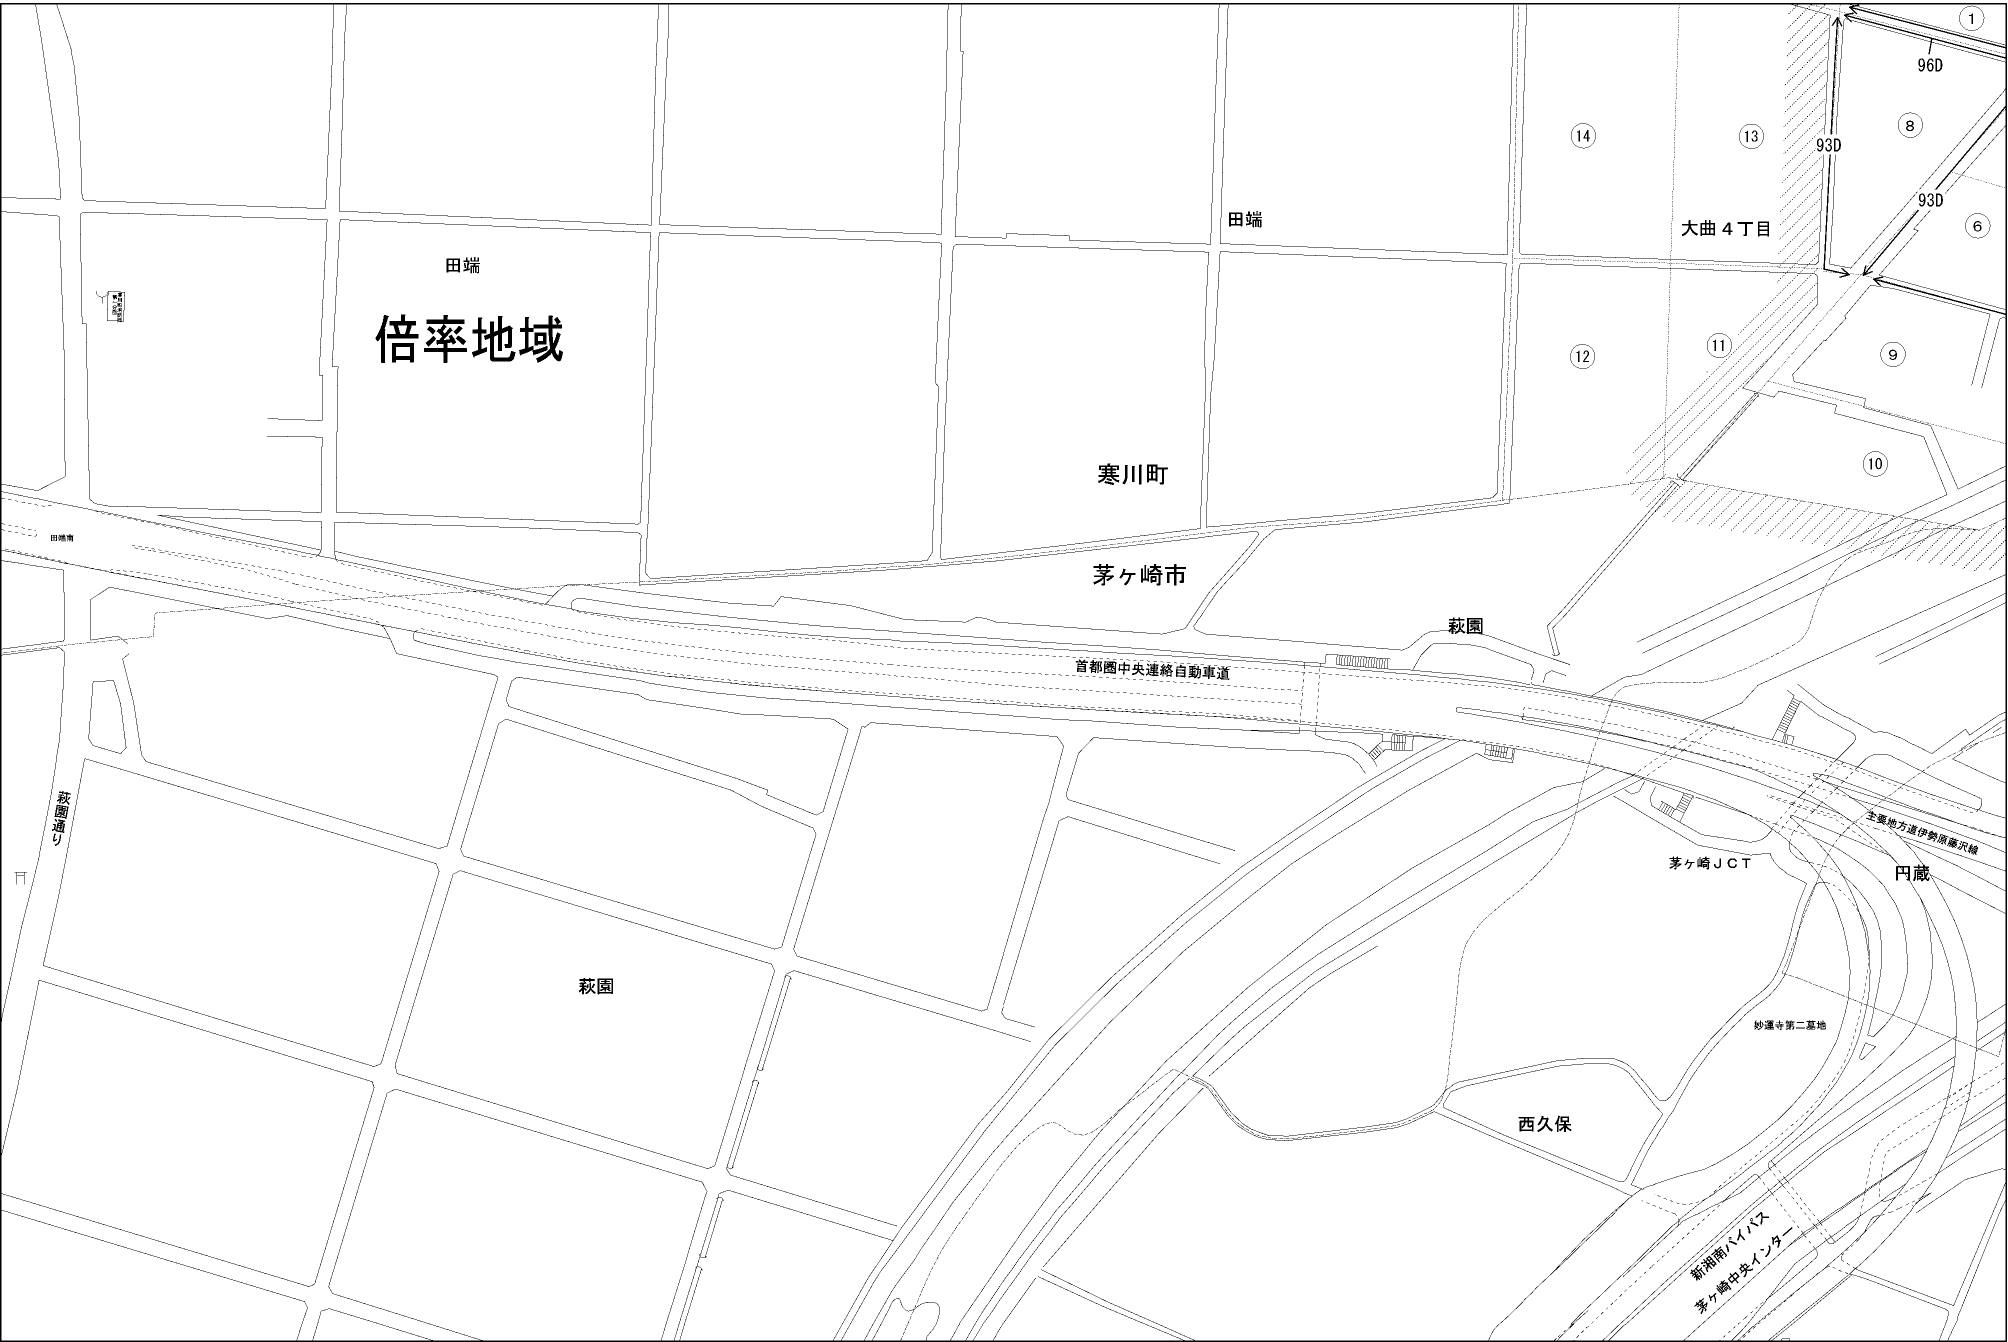 ①
96D
⑧
⑭
⑬
93D
93D
田端
大曲４丁目
⑥
田端
倍率地域
⑫
⑪
⑨
寒川町
⑩
田端南
茅ヶ崎市
萩園
首都圏中央連絡自動車道
萩園通り
主要地方道伊勢原藤沢線
茅ヶ崎ＪＣＴ
円蔵
萩園
妙運寺第二墓地
西久保
新湘南バイパス
茅ヶ崎中央インター